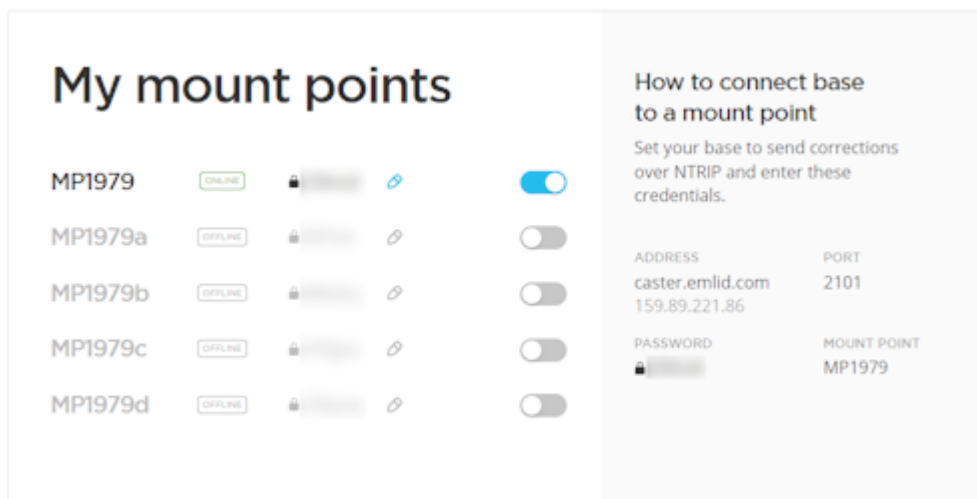 My mount points
MP1979 ONLINE
MP1979a OFFLINE
MP1979b OFFLINE
MP1979c OFFLINE
MP1979d OFFLINE
How to connect base
to a mount point
Set your base to send corrections
over NTRIP and enter these
credentials.
ADDRESS PORT
caster.emlid.com 2101
159.89.221.86
PASSWORD MOUNT POINT
MP1979